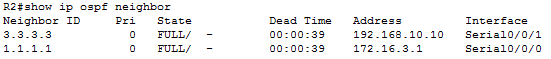 R2#show ip ospf neighbor
Neighbor ID     Pri   State           Dead Time   Address         Interface
3.3.3.3           0   FULL/  -        00:00:39    192.168.10.10   Serial0/0/1
1.1.1.1           0   FULL/  -        00:00:39    172.16.3.1      Serial0/0/0